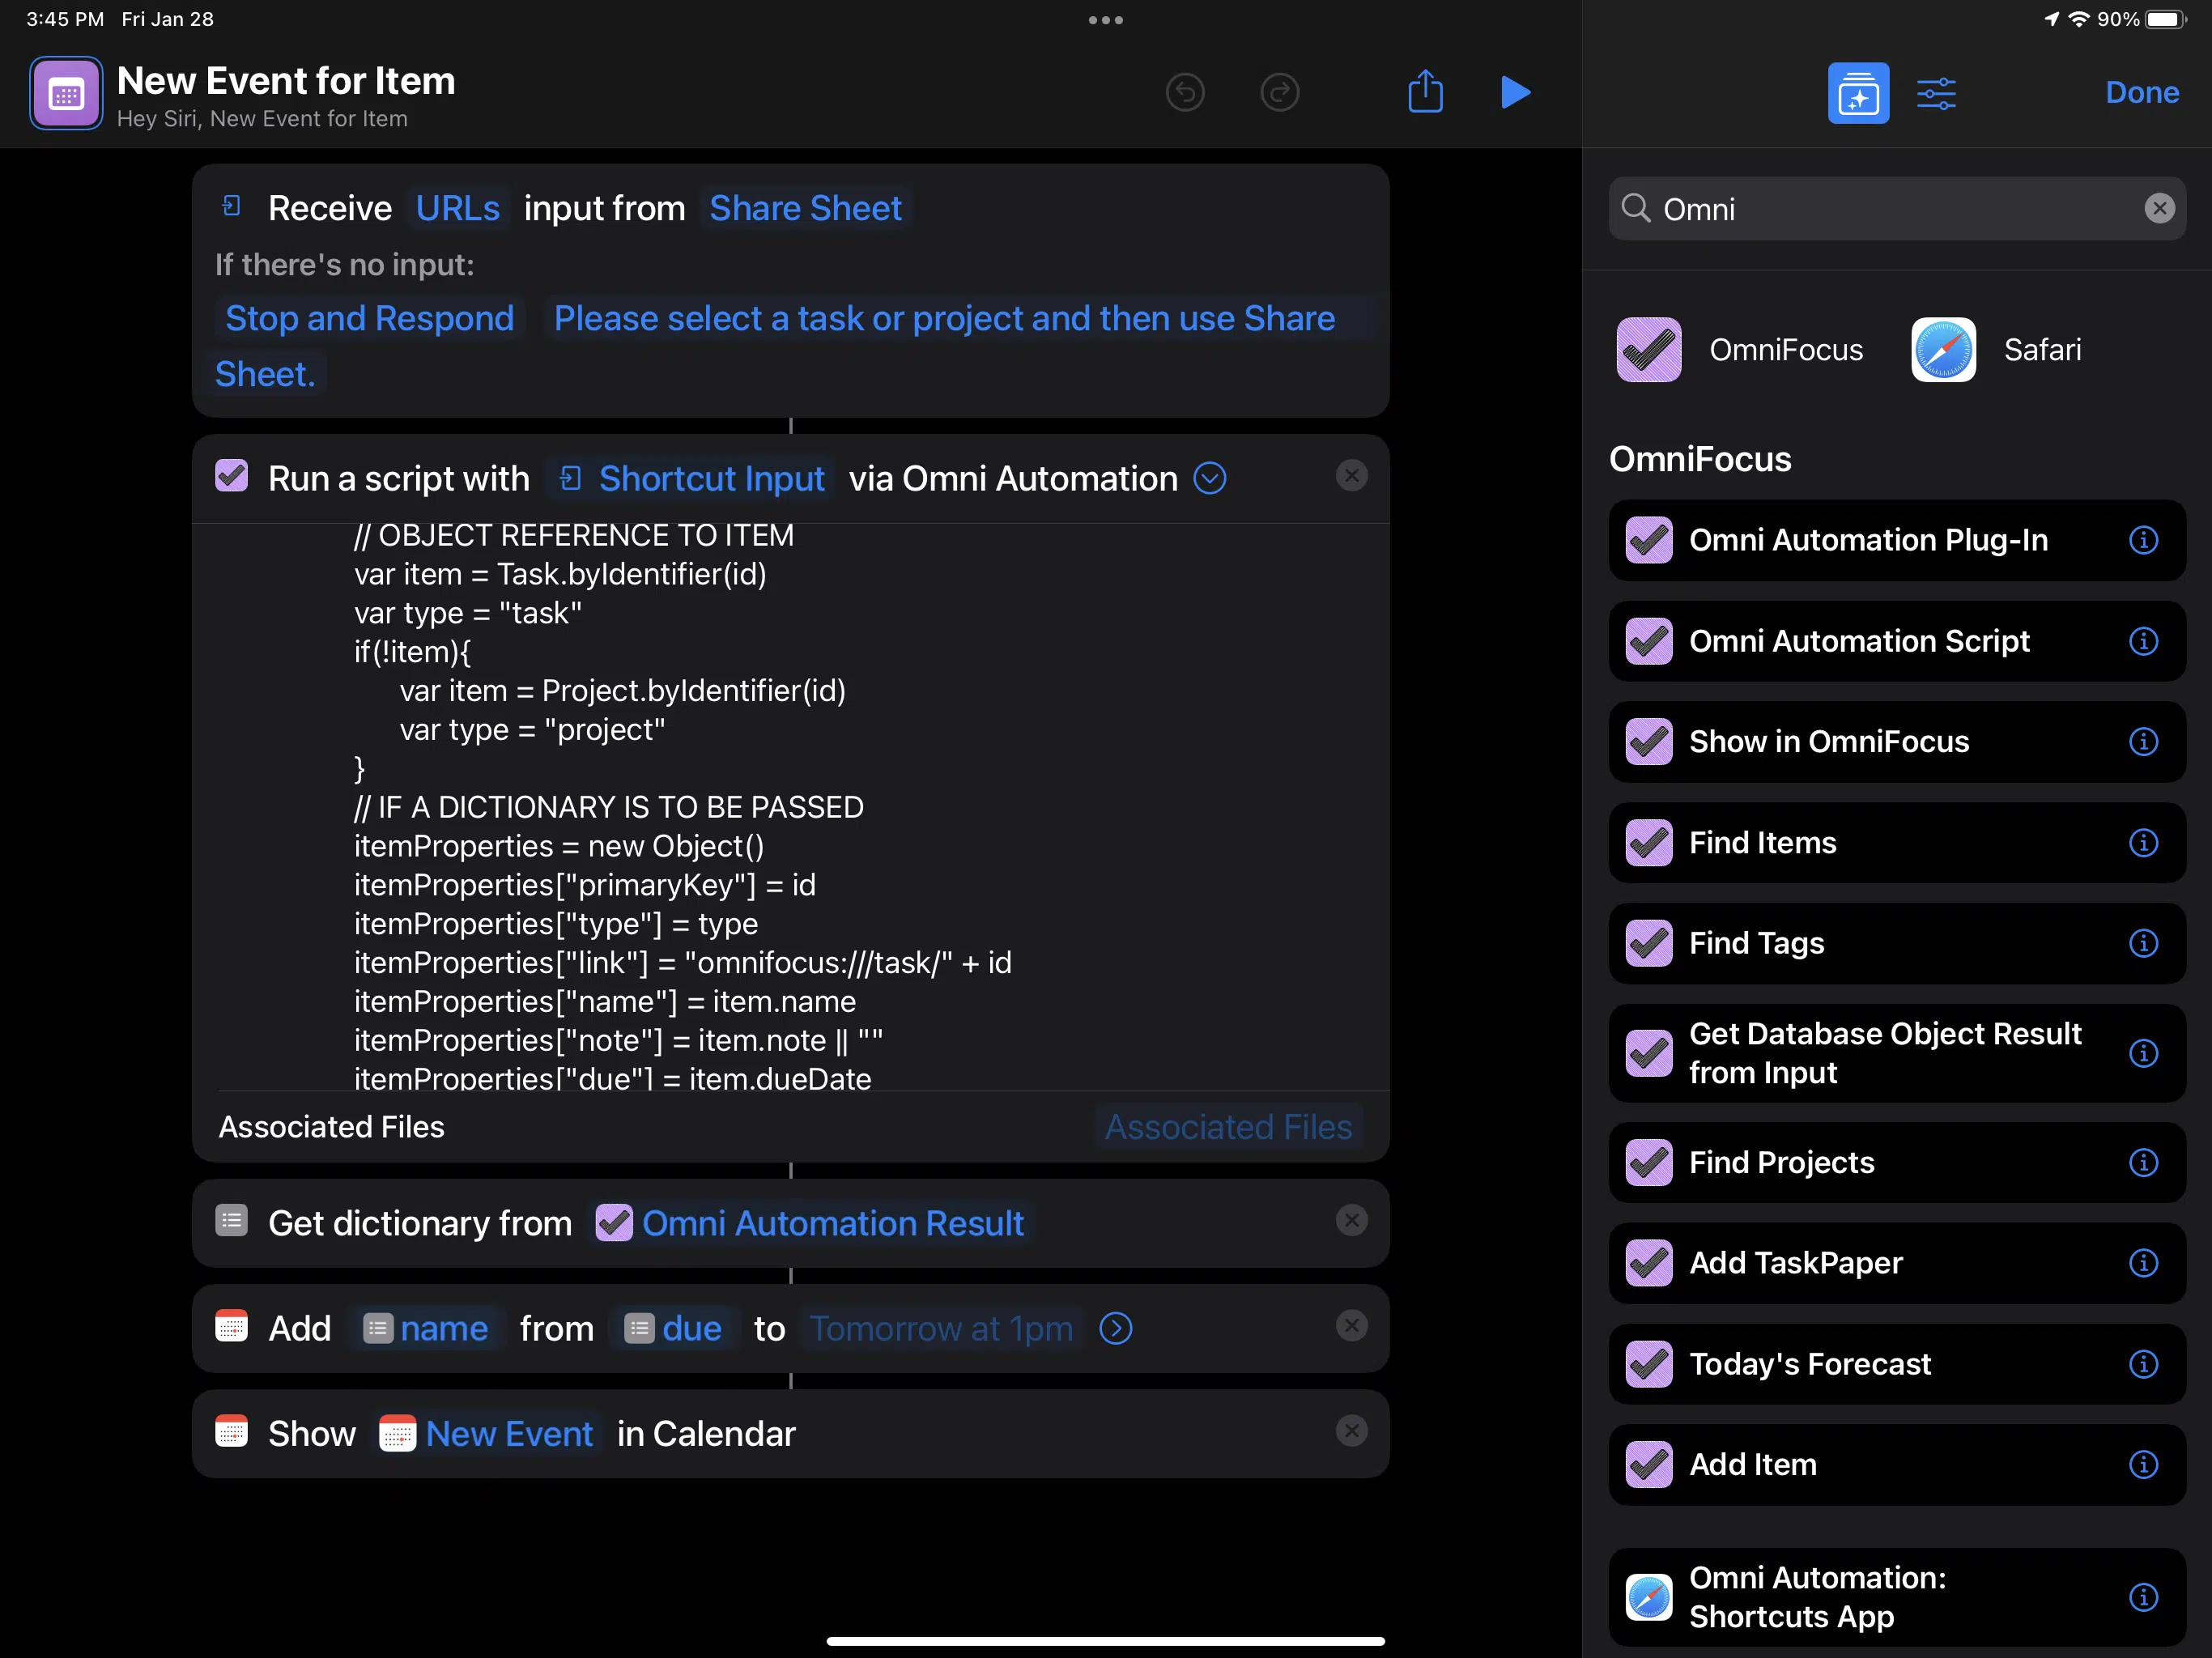 3:45 PM Fri Jan 28
90%
New Event for Item
Hey Siri, New Event for Item
Done
Receive URLs input from Share Sheet
If there's no input:
Stop and Respond Please select a task or project and then use Share
Sheet.
Run a script with Shortcut Input via Omni Automation
// OBJECT REFERENCE TO ITEM
var item = Task.byIdentifier(id)
var type = "task"
if(!item){
var item = Project.byIdentifier(id)
var type = "project"
}
// IF A DICTIONARY IS TO BE PASSED
itemProperties = new Object()
itemProperties["primaryKey"] = id
itemProperties["type"] = type
itemProperties["link"] = "omnifocus:///task/" + id
itemProperties["name"] = item.name
itemProperties["note"] = item.note || ""
itemProperties["due"] = item.dueDate
Associated Files Associated Files
Get dictionary from Omni Automation Result
Add name from due to Tomorrow at 1pm
Show New Event in Calendar
Omni
OmniFocus Safari
OmniFocus
Omni Automation Plug-In
Omni Automation Script
Show in OmniFocus
Find Items
Find Tags
Get Database Object Result
from Input
Find Projects
Add TaskPaper
Today's Forecast
Add Item
Omni Automation:
Shortcuts App